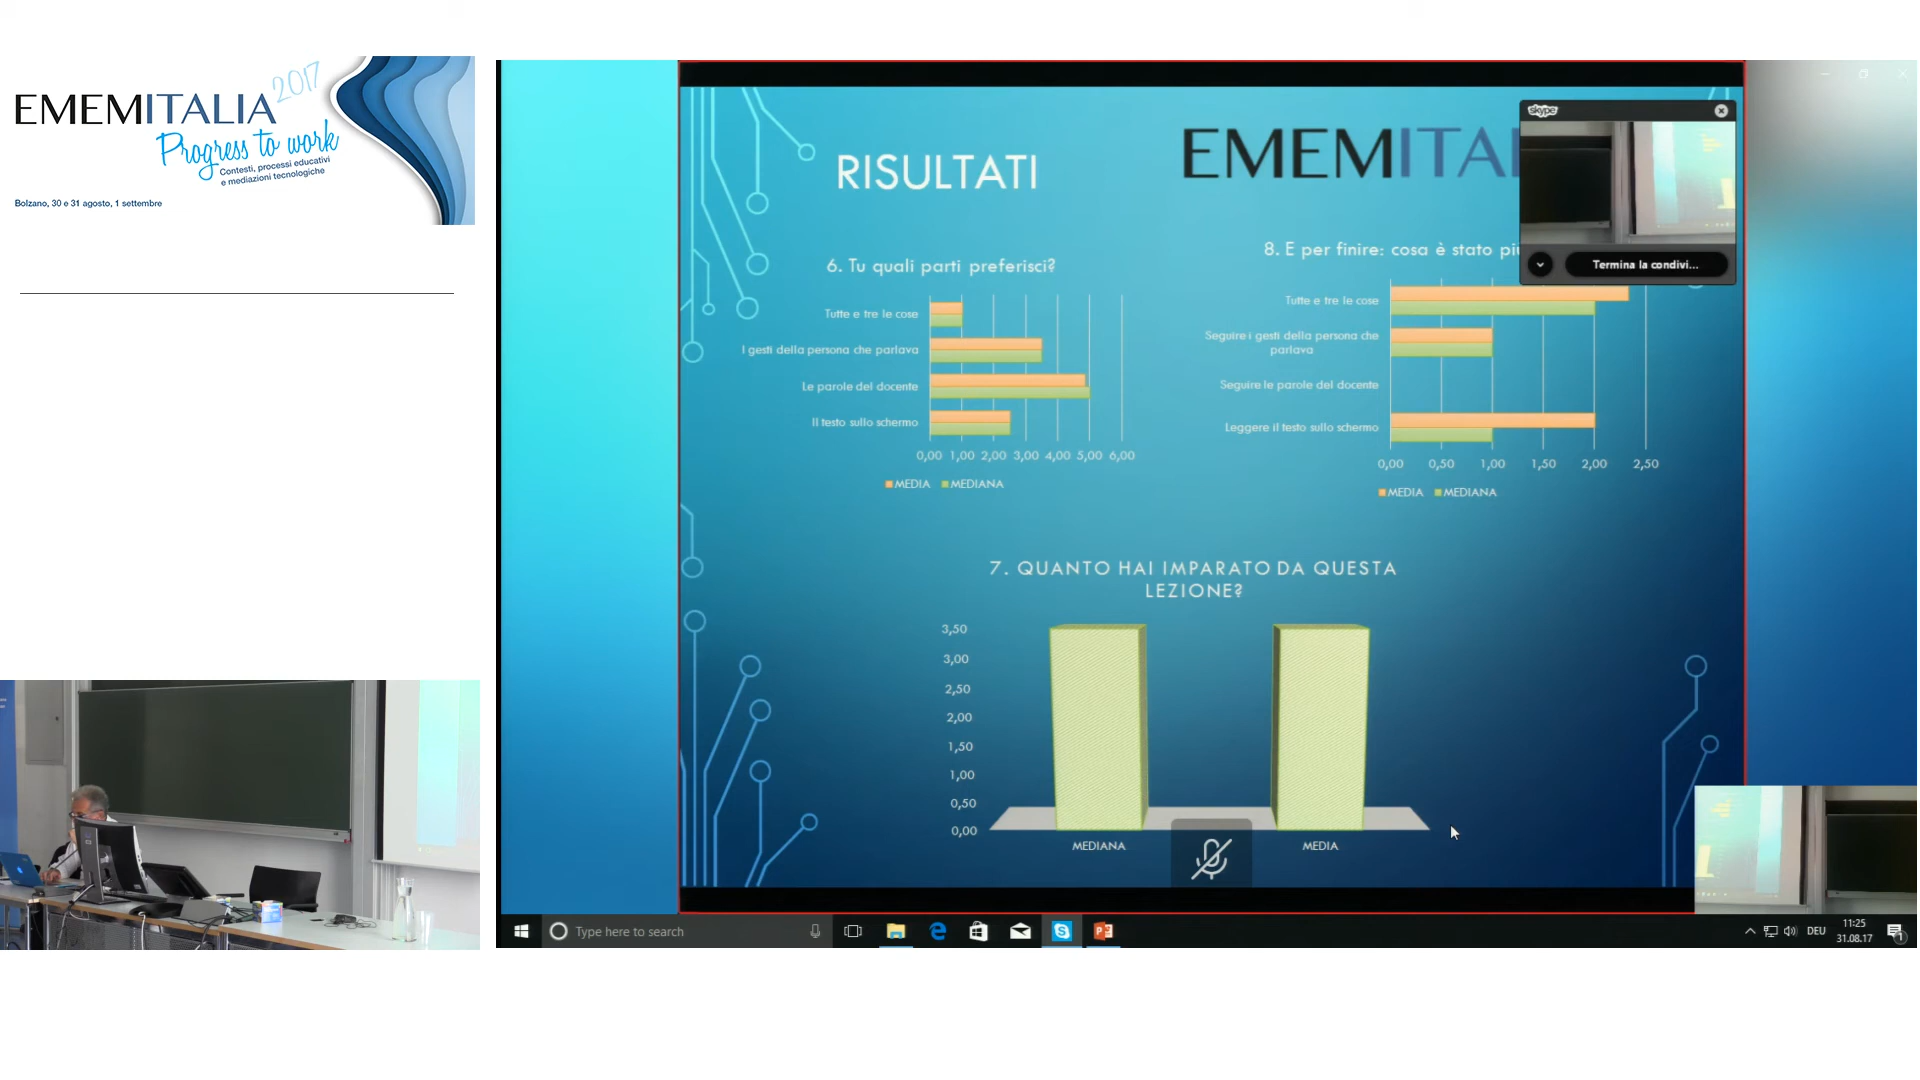 2017
EMEMITALIA
Progress to work
Contesti, processi educativi
e mediazioni tecnologiche
Bolzano, 30 e 31 agosto, 1 settembre
RISULTATI
EMEMITA
skype
Termina la condivi...
6. Tu quali parti preferisci?
Tutte e tre le cose
I gesti della persona che parlava
Le parole del docente
Il testo sullo schermo
0,00 1,00 2,00 3,00 4,00 5,00 6,00
MEDIA MEDIANA
8. E per finire: cosa è stato più
Tutte e tre le cose
Seguire i gesti della persona che
parlava
Seguire le parole del docente
Leggere il testo sullo schermo
0,00 0,50 1,00 1,50 2,00 2,50
MEDIA MEDIANA
7. QUANTO HAI IMPARATO DA QUESTA
LEZIONE?
3,50
3,00
2,50
2,00
1,50
1,00
0,50
0,00
MEDIANA MEDIA
Type here to search
DEU
11:25
31.08.17
1